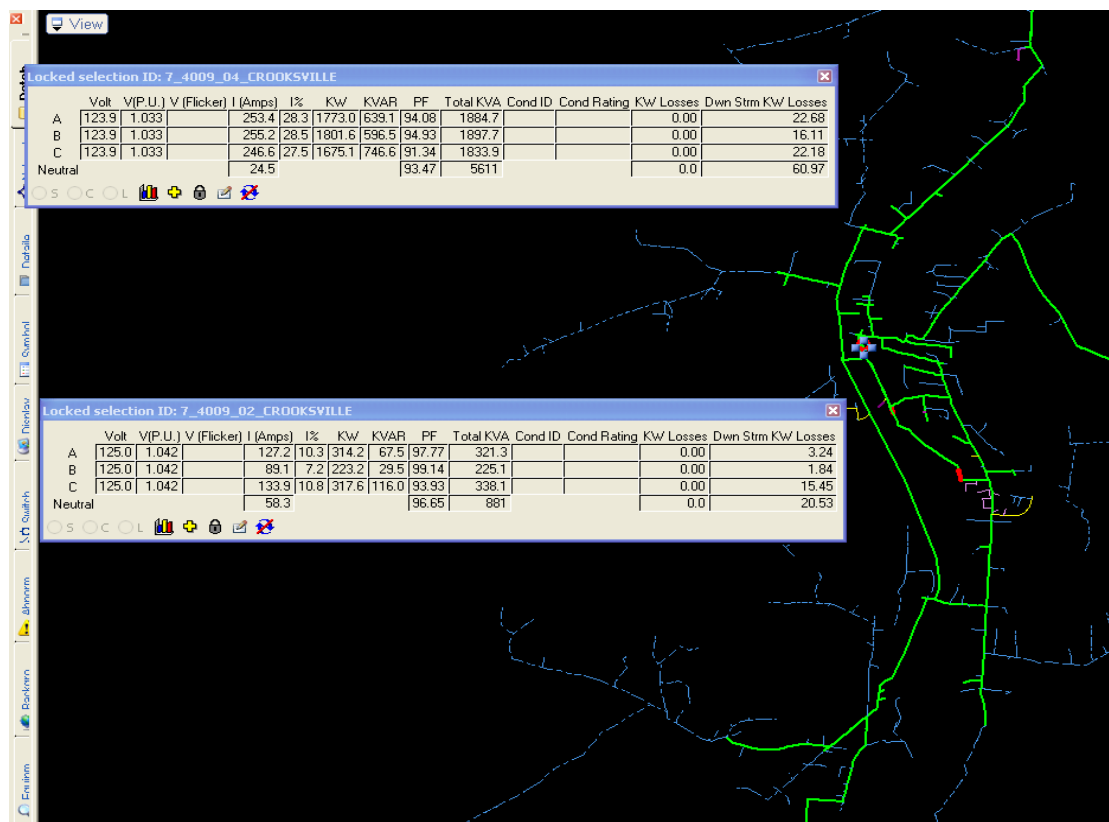 View
Locked selection ID: 7_4009_04_CROOKSVILLE
Volt V(P.U.) V (Flicker) I (Amps) I% KW KVAR PF Total KVA Cond ID Cond Rating KW Losses Dwn Strm KW Losses
A 123.9 1.033 253.4 28.3 1773.0 639.1 94.08 1884.7 0.00 22.68
B 123.9 1.033 255.2 28.5 1801.6 596.5 94.93 1897.7 0.00 16.11
C 123.9 1.033 246.6 27.5 1675.1 746.6 91.34 1833.9 0.00 22.18
Neutral 24.5 93.47 5611 0.0 60.97
S C L
Details
Symbol
Display
Locked selection ID: 7_4009_02_CROOKSVILLE
Volt V(P.U.) V (Flicker) I (Amps) I% KW KVAR PF Total KVA Cond ID Cond Rating KW Losses Dwn Strm KW Losses
A 125.0 1.042 127.2 10.3 314.2 67.5 97.77 321.3 0.00 3.24
B 125.0 1.042 89.1 7.2 223.2 29.5 99.14 225.1 0.00 1.84
C 125.0 1.042 133.9 10.8 317.6 116.0 93.93 338.1 0.00 15.45
Neutral 58.3 96.65 881 0.0 20.53
S C L
Switch